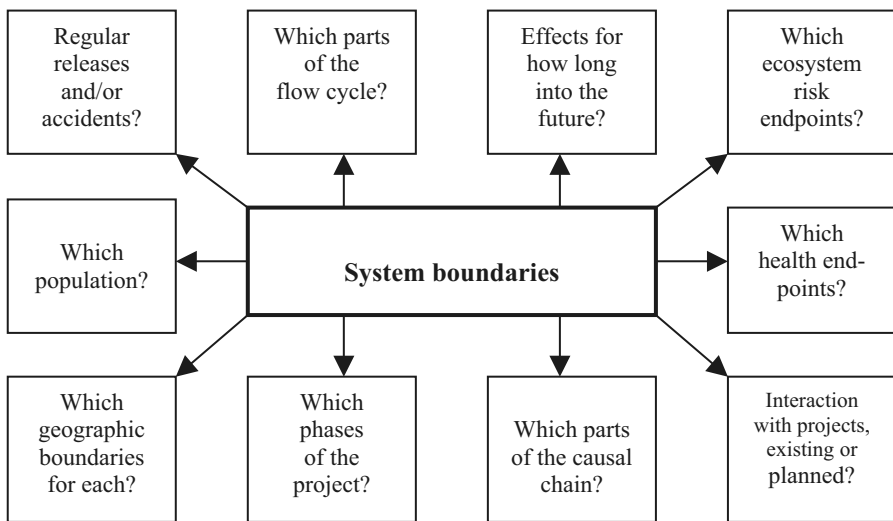 Regular
releases
and/or
accidents?
Which parts
of the
flow cycle?
Effects for
how long
into the
future?
Which
ecosystem
risk
endpoints?
Which
population?
System boundaries
Which
health end-
points?
Which
geographic
boundaries
for each?
Which
phases
of the
project?
Which parts
of the causal
chain?
Interaction
with projects,
existing or
planned?